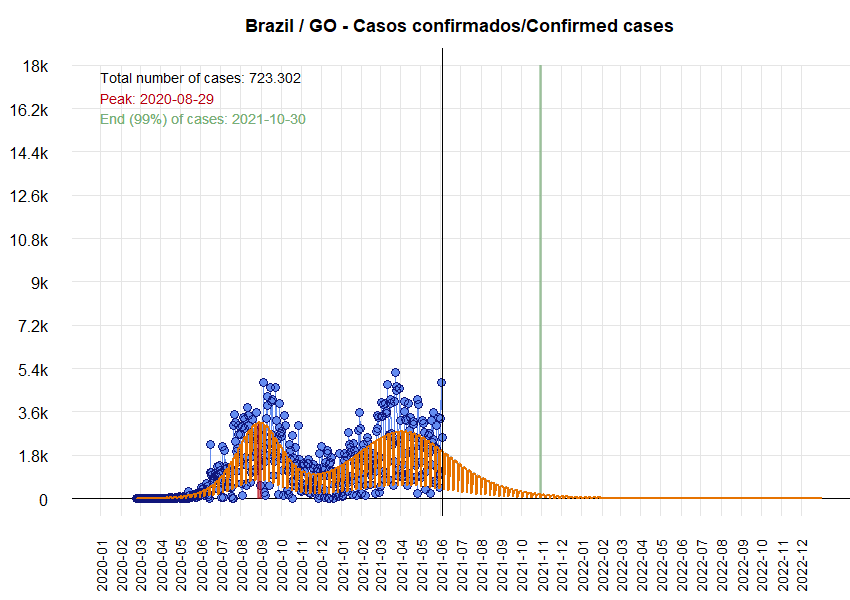 Brazil / GO - Casos confirmados/Confirmed cases
Total number of cases: 723.302
Peak: 2020-08-29
End (99%) of cases: 2021-10-30
18k
16.2k
14.4k
12.6k
10.8k
9k
7.2k
5.4k
3.6k
1.8k
0
2020-01
2020-02
2020-03
2020-04
2020-05
2020-06
2020-07
2020-08
2020-09
2020-10
2020-11
2020-12
2021-01
2021-02
2021-03
2021-04
2021-05
2021-06
2021-07
2021-08
2021-09
2021-10
2021-11
2021-12
2022-01
2022-02
2022-03
2022-04
2022-05
2022-06
2022-07
2022-08
2022-09
2022-10
2022-11
2022-12